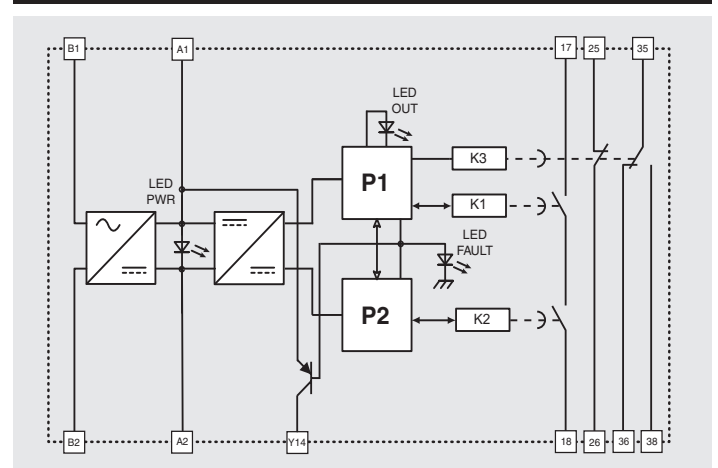 B1
A1
17
25
35
LED
OUT
P1
K3
LED
PWR
K1
LED
FAULT
P2
K2
B2
A2
Y14
18
26
36
38